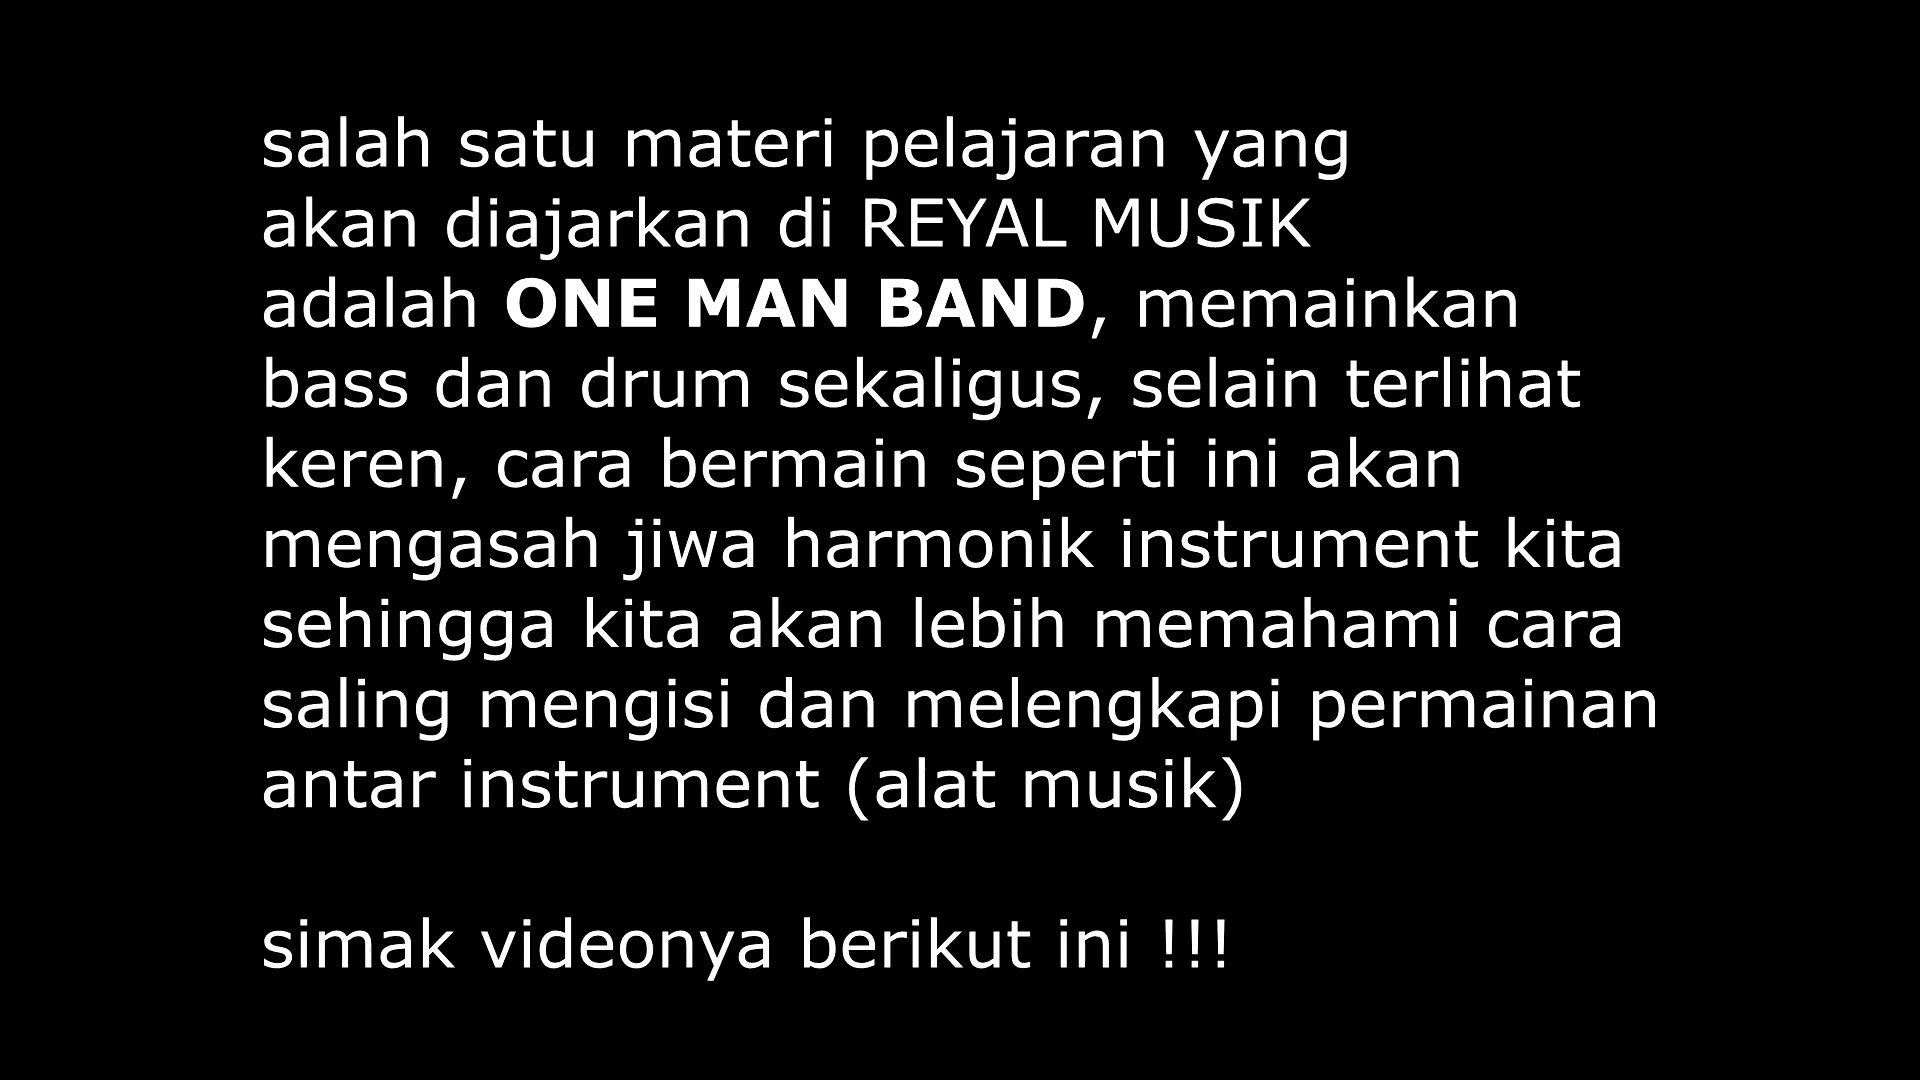 salah satu materi pelajaran yang
akan diajarkan di REYAL MUSIK
adalah ONE MAN BAND, memainkan
bass dan drum sekaligus, selain terlihat
keren, cara bermain seperti ini akan
mengasah jiwa harmonik instrument kita
sehingga kita akan lebih memahami cara
saling mengisi dan melengkapi permainan
antar instrument (alat musik)
simak videonya berikut ini !!!